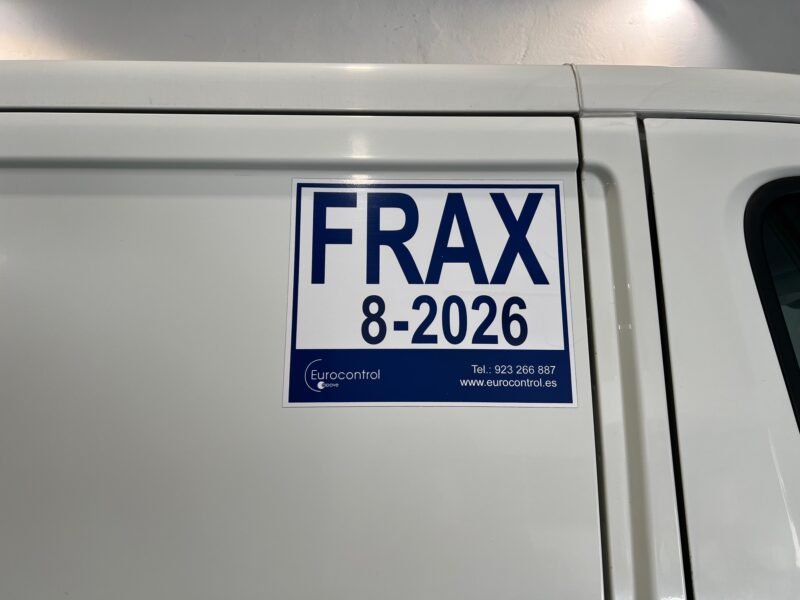 FRAX
8-2026
Eurocontrol
Tel.: 923 266 887
www.eurocontrol.es